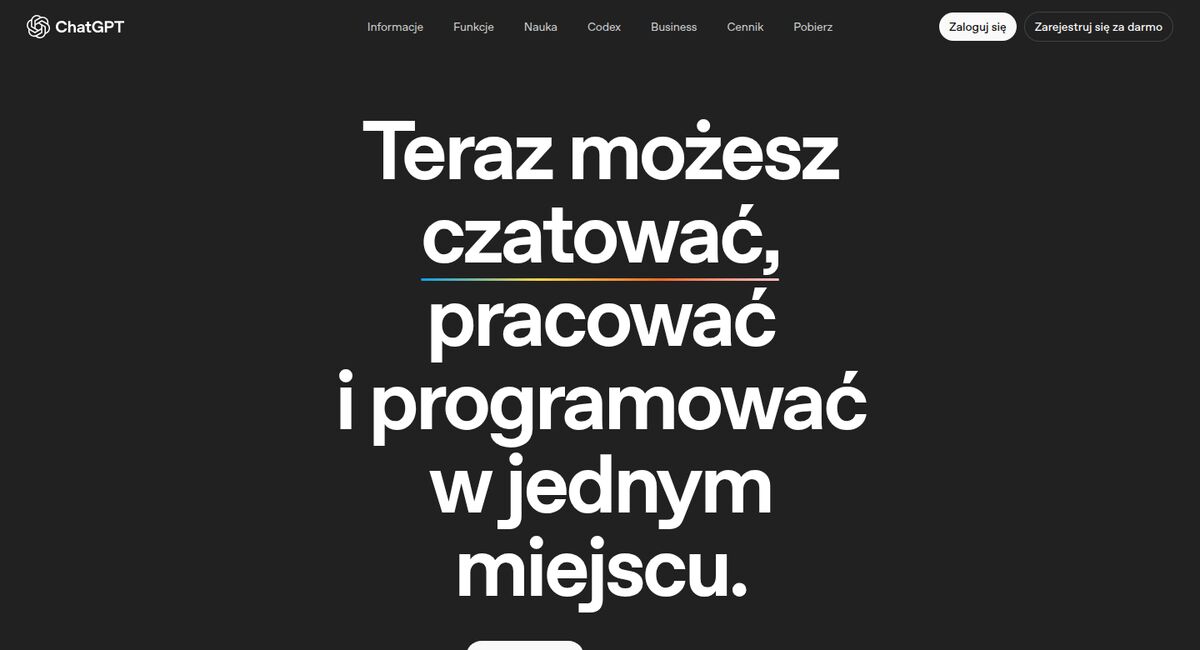 ChatGPT
Informacje
Funkcje
Nauka
Codex
Business
Cennik
Pobierz
Zaloguj się
Zarejestruj się za darmo
Teraz możesz
czatować,
pracować
i programować
w jednym
miejscu.